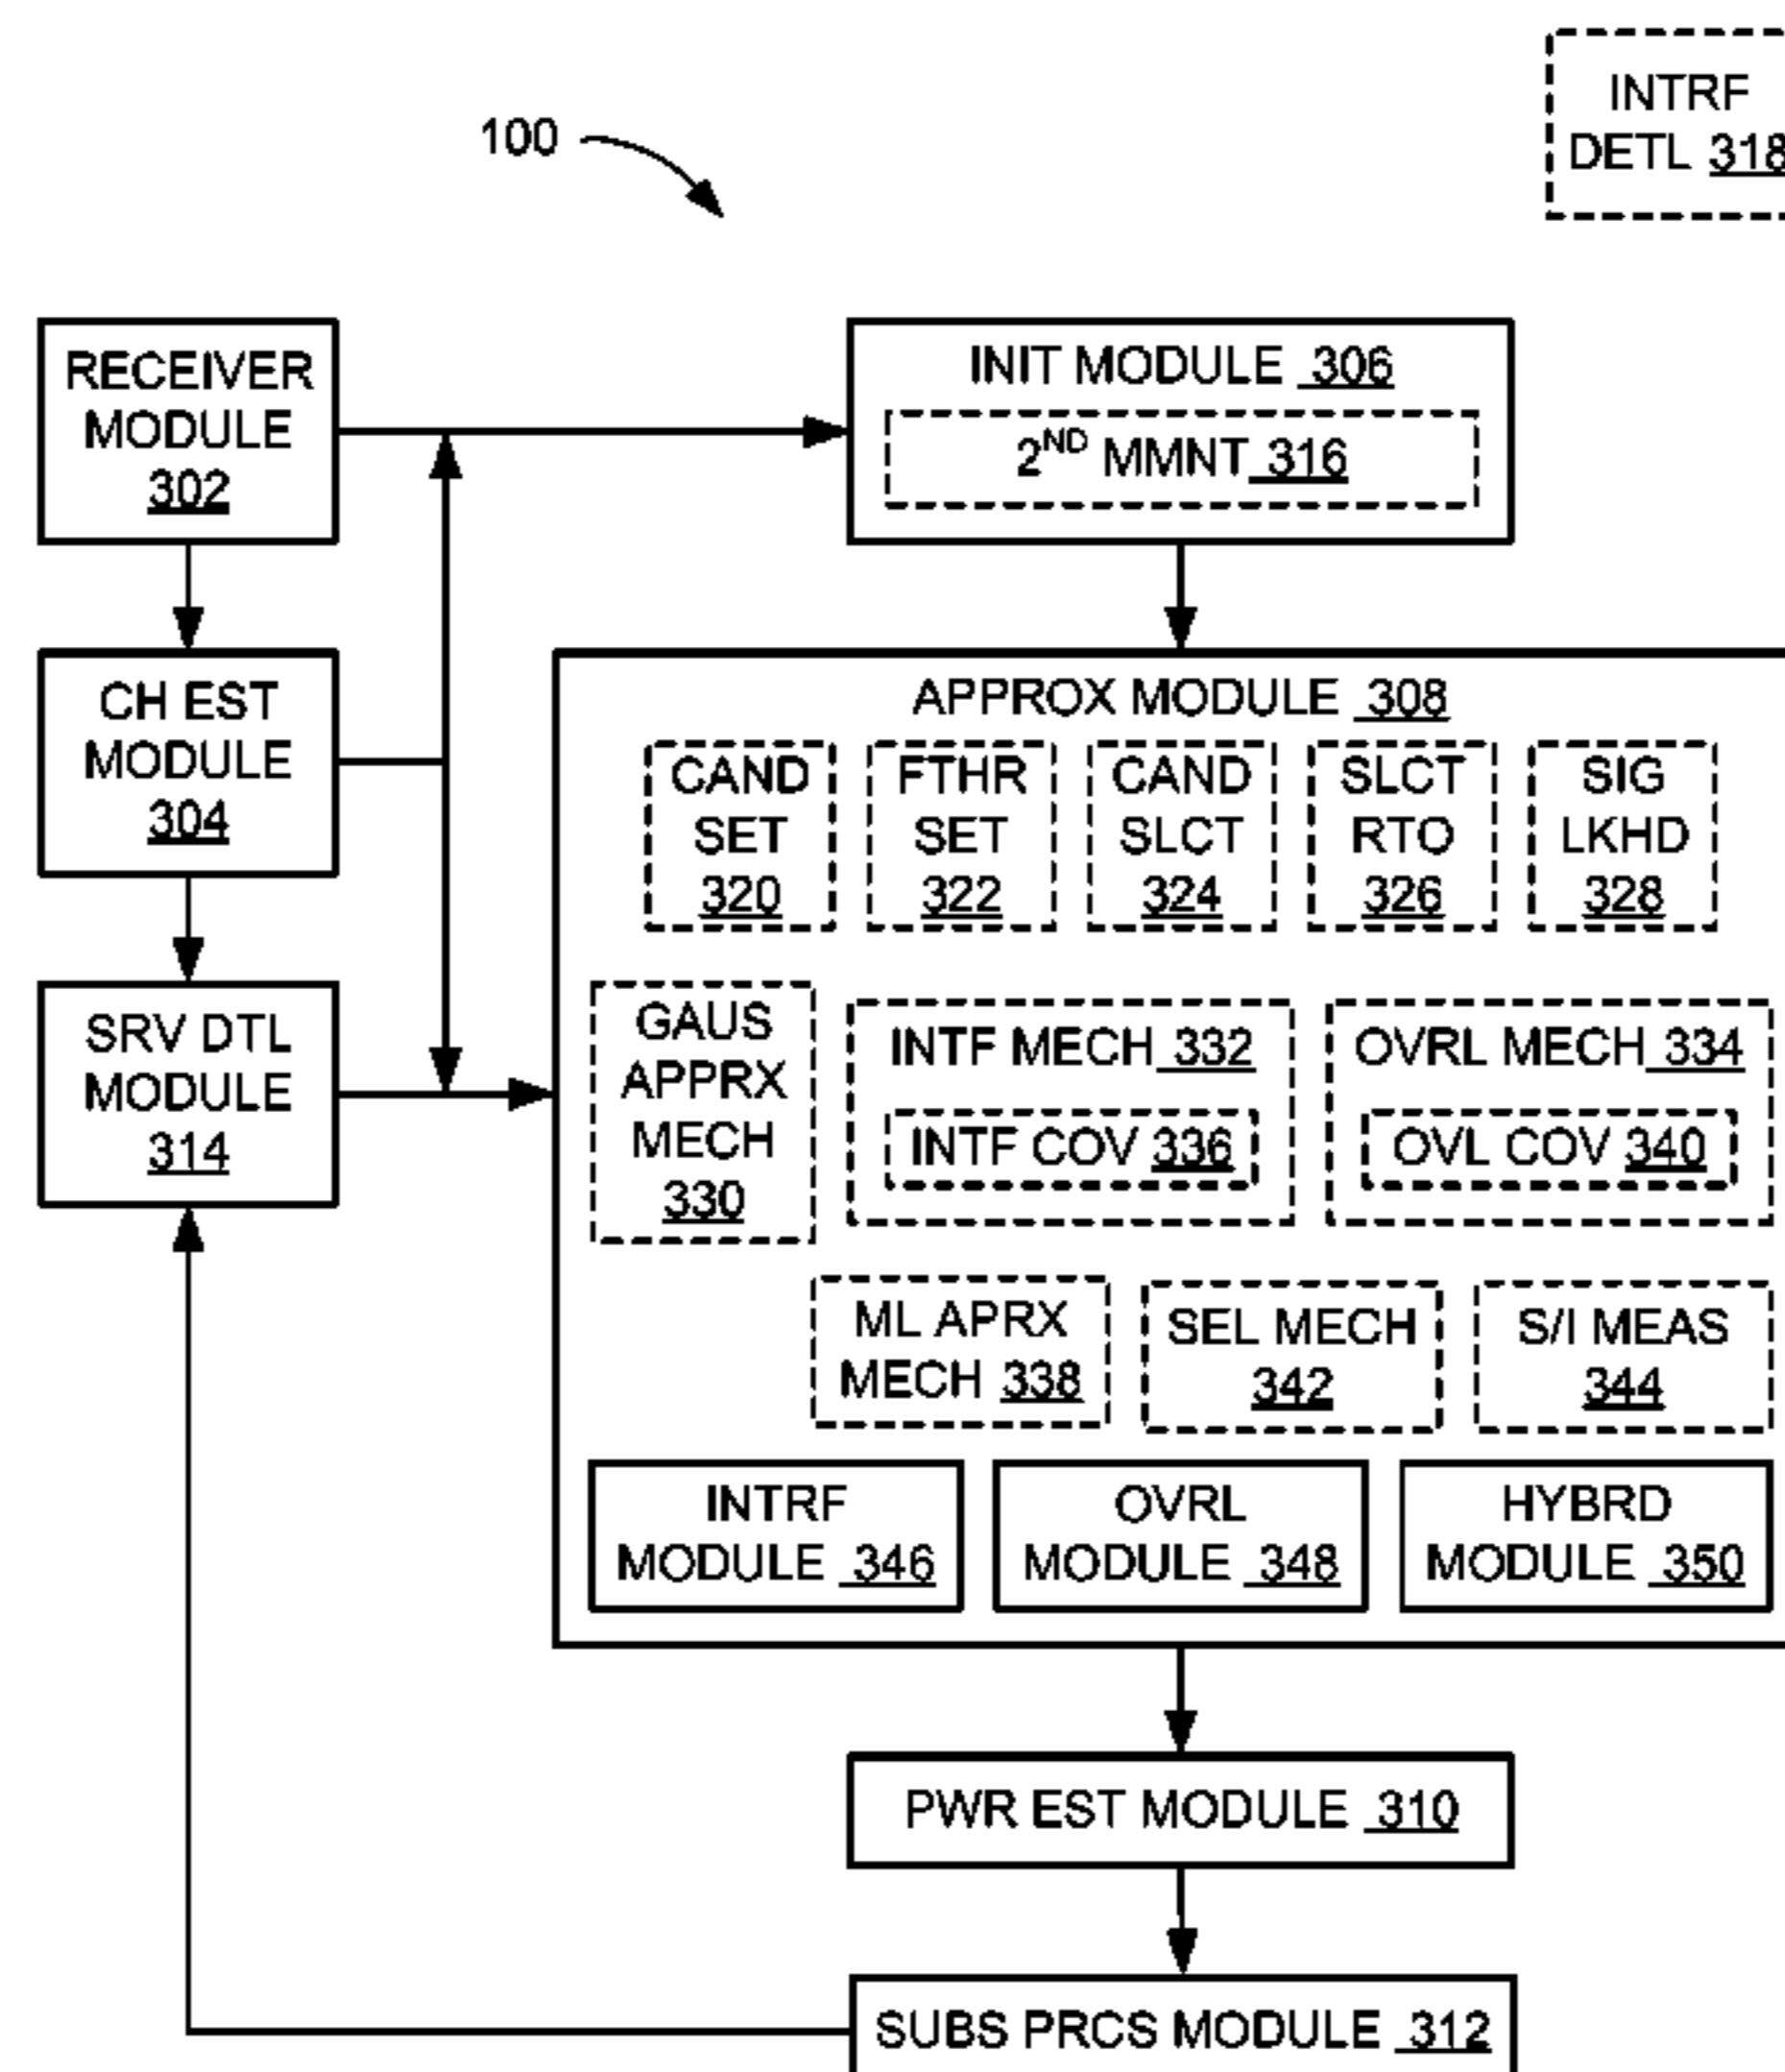 100
INTRF
DETL 318
RECEIVER
MODULE
302
INIT MODULE 306
2ND MMNT 316
CH EST
MODULE
304
APPROX MODULE 308
CAND
SET
320
FTHR
SET
322
CAND
SLCT
324
SLCT
RTO
326
SIG
LKHD
328
SRV DTL
MODULE
314
GAUS
APPRX
MECH
330
INTF MECH 332
INTF COV 336
OVRL MECH 334
OVL COV 340
ML APRX
MECH 338
SEL MECH
342
S/I MEAS
344
INTRF
MODULE 346
OVRL
MODULE 348
HYBRD
MODULE 350
PWR EST MODULE 310
SUBS PRCS MODULE 312